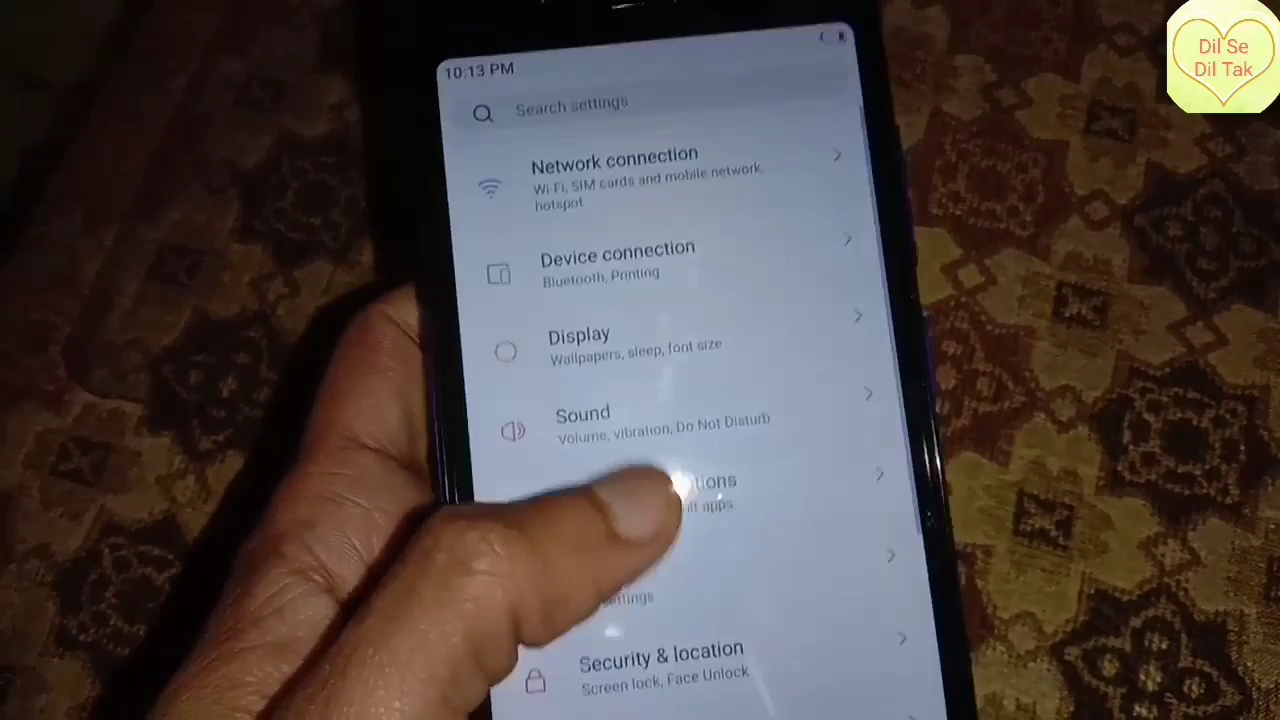 Dil Se
Dil Tak
10:13 PM
Search settings
Network connection
Wi-Fi, SIM cards and mobile network,
hotspot
Device connection
Bluetooth, Printing
Display
Wallpapers, sleep, font size
Sound
Volume, vibration, Do Not Disturb
apps
Security & location
Screen lock, Face Unlock